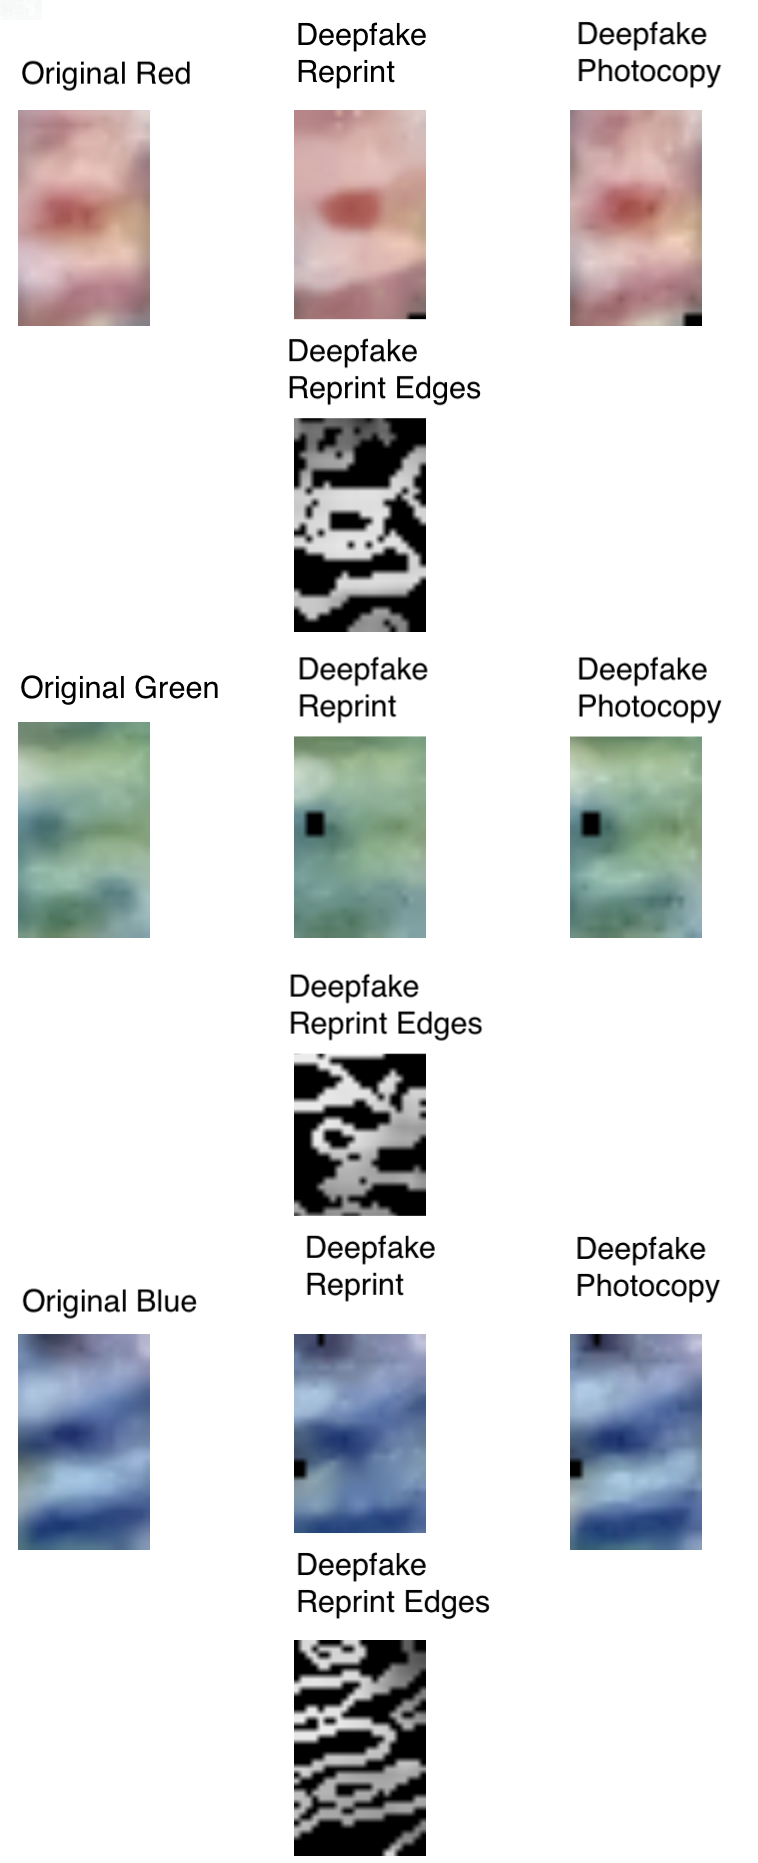 Original Red
Deepfake
Reprint
Deepfake
Photocopy
Deepfake
Reprint Edges
Original Green
Deepfake
Reprint
Deepfake
Photocopy
Deepfake
Reprint Edges
Original Blue
Deepfake
Reprint
Deepfake
Photocopy
Deepfake
Reprint Edges